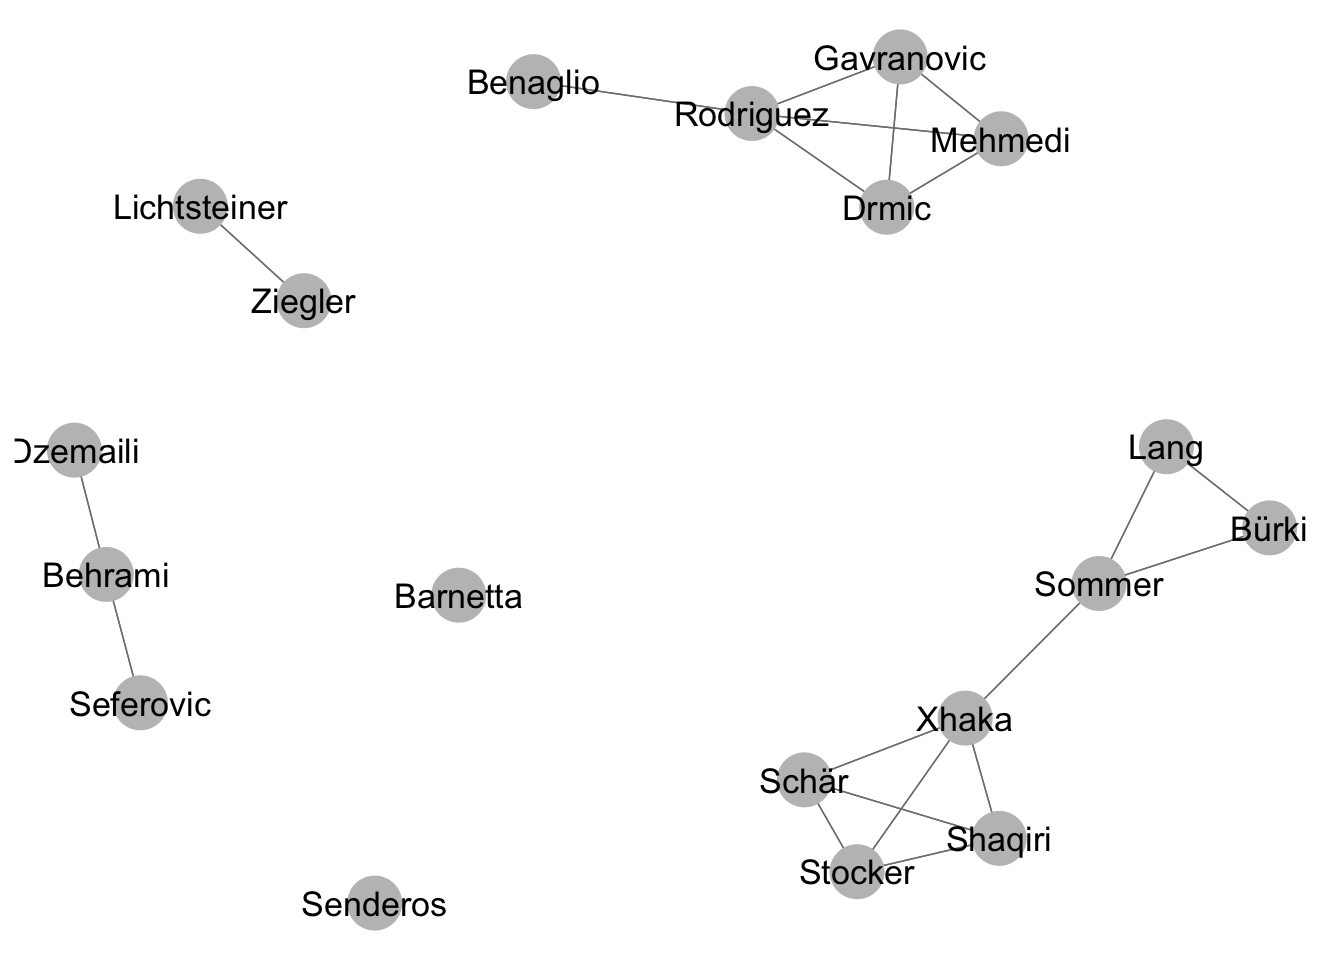 Gavranovic
Benaglio
Rodriguez
Mehmedi
Lichtsteiner
Drmic
Ziegler
Dzemaili
Lang
Bürki
Behrami
Barnetta
Sommer
Seferovic
Xhaka
Schär
Shaqiri
Stocker
Senderos